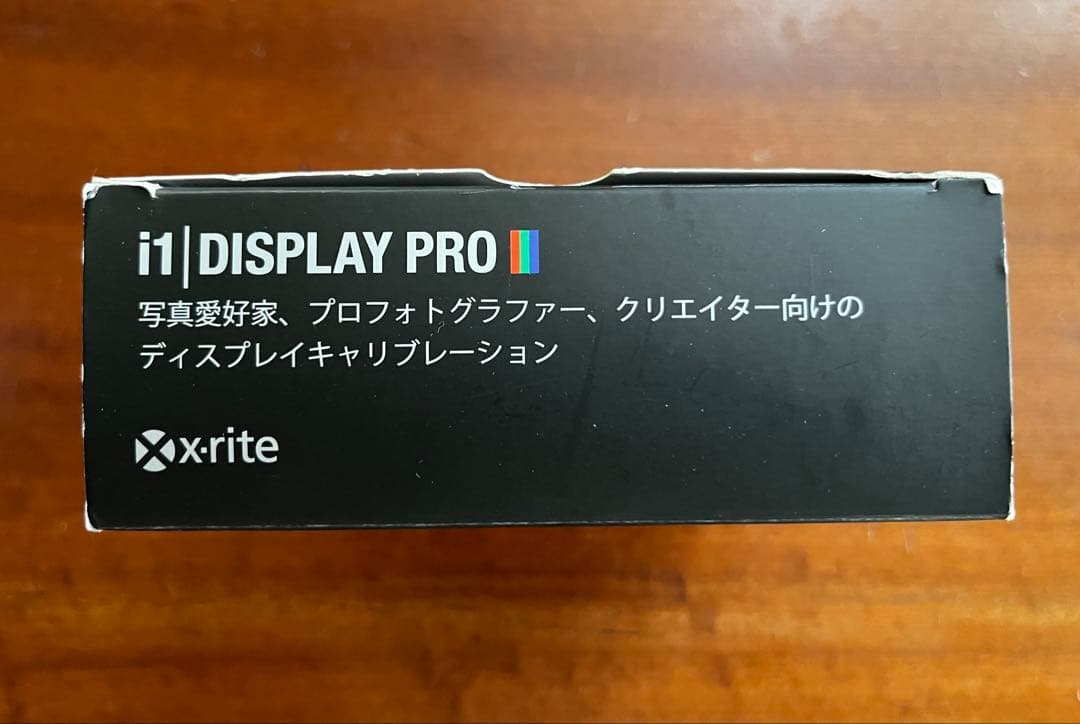 i1|DISPLAY PRO
写真愛好家、プロフォトグラファー、クリエイター向けの
ディスプレイキャリブレーション
x·rite